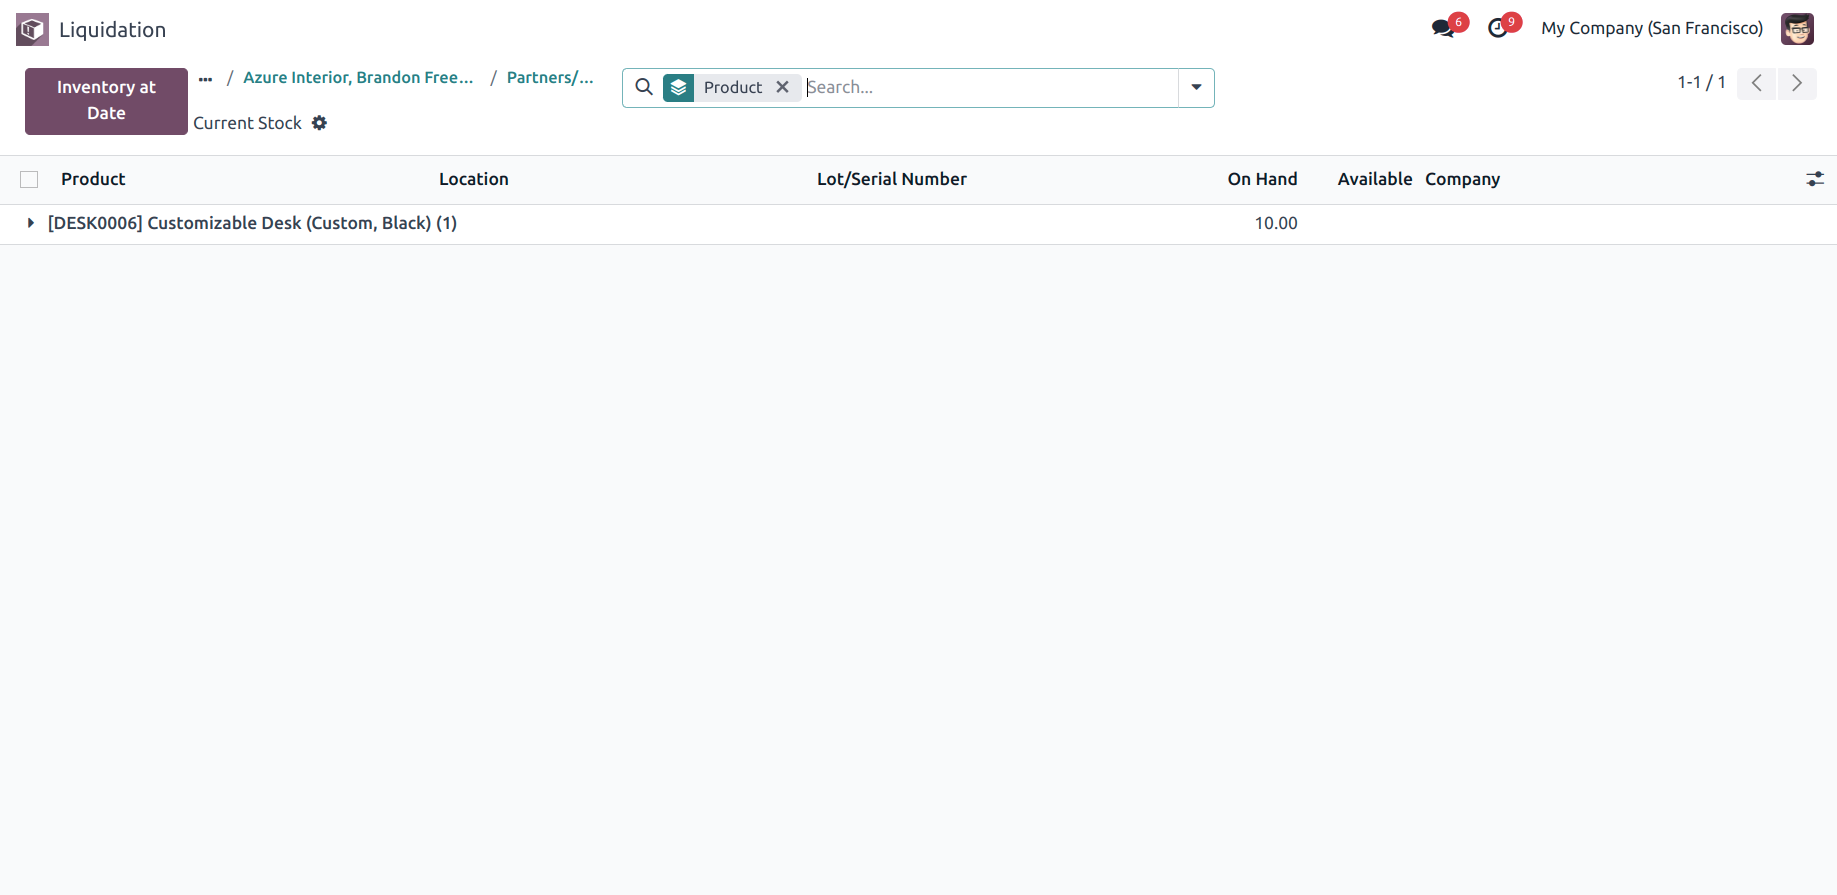 Liquidation
6
9
My Company (San Francisco)
Inventory at
Date
... / Azure Interior, Brandon Free... / Partners/...
Current Stock
Product
Search...
1-1 / 1
Product Location Lot/Serial Number On Hand Available Company
[DESK0006] Customizable Desk (Custom, Black) (1) 10.00